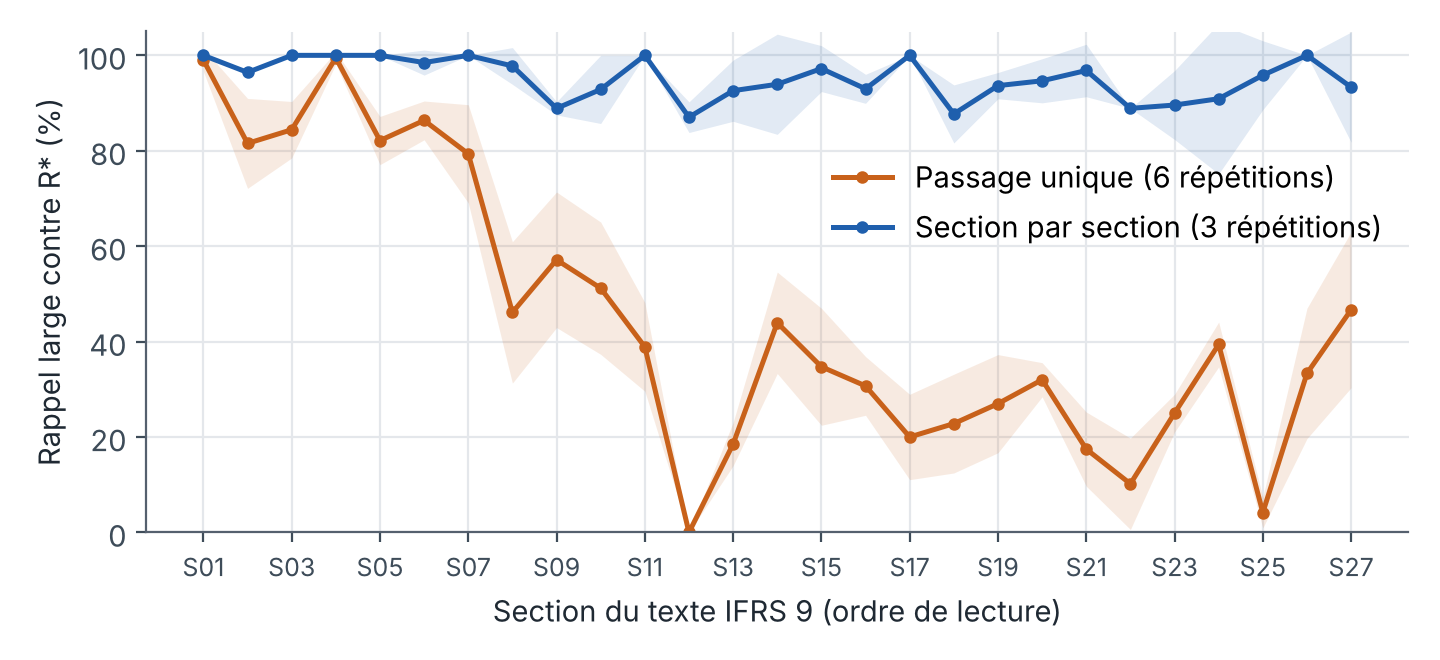 Rappel large contre R* (%)
100
80
60
40
20
0
Passage unique (6 répétitions)
Section par section (3 répétitions)
S01 S03 S05 S07 S09 S11 S13 S15 S17 S19 S21 S23 S25 S27
Section du texte IFRS 9 (ordre de lecture)